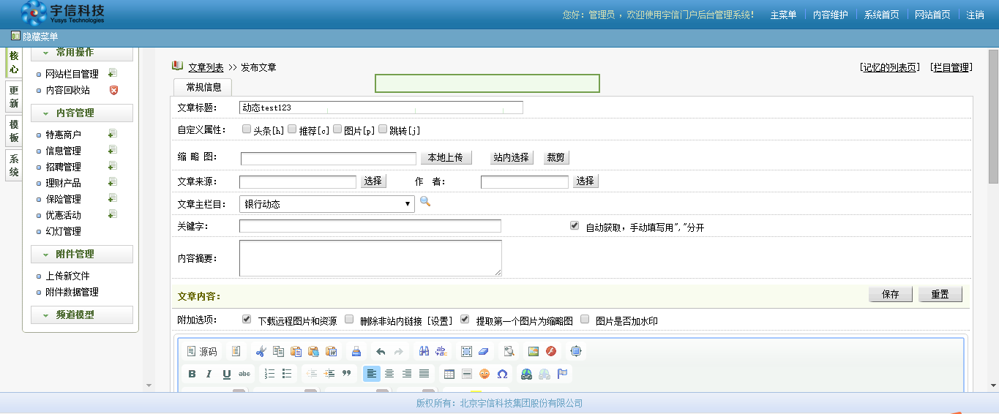 宇信科技
Yusys Technologies
您好：管理员 ，欢迎使用宇信门户后台管理系统！ 主菜单 内容维护 系统首页 网站首页 注销
隐藏菜单
核心
更新
模板
系统
常用操作
网站栏目管理
内容回收站
内容管理
特惠商户
信息管理
招聘管理
理财产品
保险管理
优惠活动
幻灯管理
附件管理
上传新文件
附件数据管理
频道模型
文章列表 >> 发布文章 [记忆的列表页] [栏目管理]
常规信息
文章标题： 动态test123
自定义属性： 头条[h] 推荐[c] 图片[p] 跳转[j]
缩 略 图： 本地上传 站内选择 裁剪
文章来源： 选择 作 者： 选择
文章主栏目： 银行动态
关键字： 自动获取，手动填写用","分开
内容摘要：
文章内容： 保存 重置
附加选项： 下载远程图片和资源 删除非站内链接 [设置] 提取第一个图片为缩略图 图片是否加水印
源码
B I U abc
版权所有：北京宇信科技集团股份有限公司